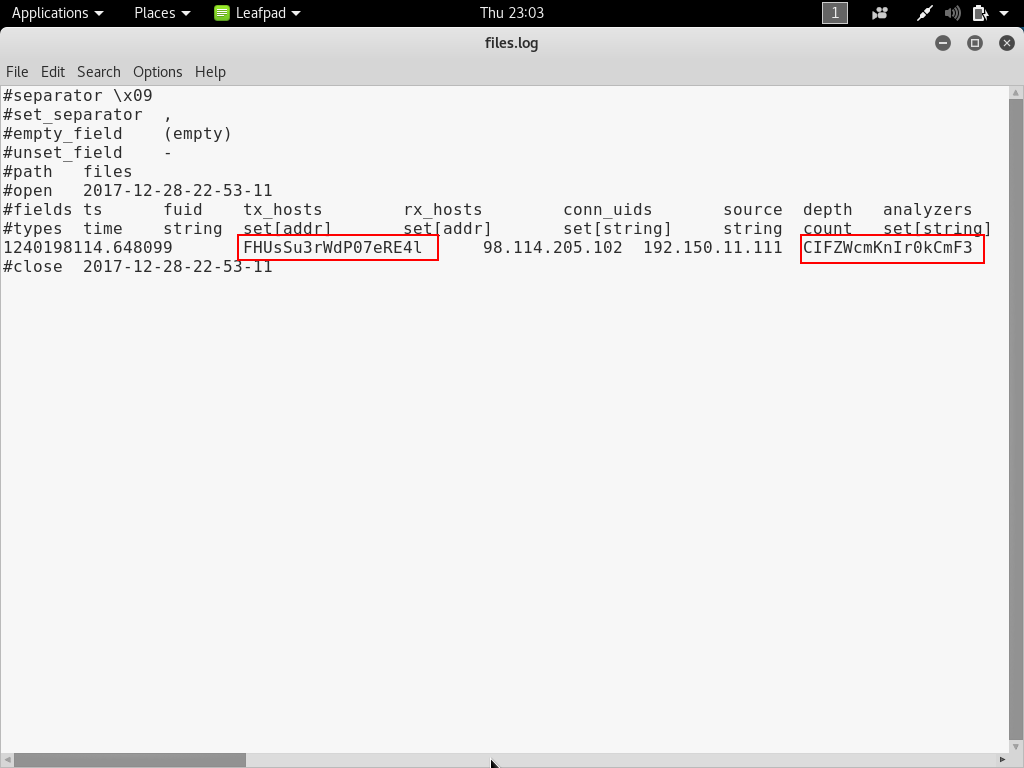 Applications Places Leafpad Thu 23:03 1
files.log
File Edit Search Options Help
#separator \x09
#set_separator ,
#empty_field (empty)
#unset_field -
#path files
#open 2017-12-28-22-53-11
#fields ts fuid tx_hosts rx_hosts conn_uids source depth analyzers
#types time string set[addr] set[addr] set[string] string count set[string]
1240198114.648099 FHUsSu3rWdP07eRE4l 98.114.205.102 192.150.11.111 CIFZWcmKnIr0kCmF3
#close 2017-12-28-22-53-11